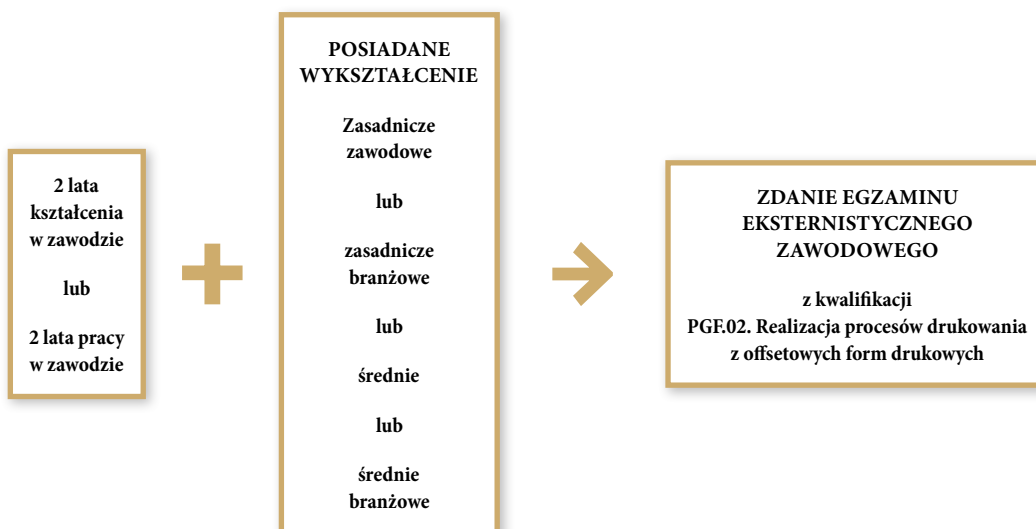 2 lata
kształcenia
w zawodzie
lub
2 lata pracy
w zawodzie
POSIADANE
WYKSZTAŁCENIE
Zasadnicze
zawodowe
lub
zasadnicze
branżowe
lub
średnie
lub
średnie
branżowe
ZDANIE EGZAMINU
EKSTERNISTYCZNEGO
ZAWODOWEGO
z kwalifikacji
PGF.02. Realizacja procesów drukowania
z offsetowych form drukowych